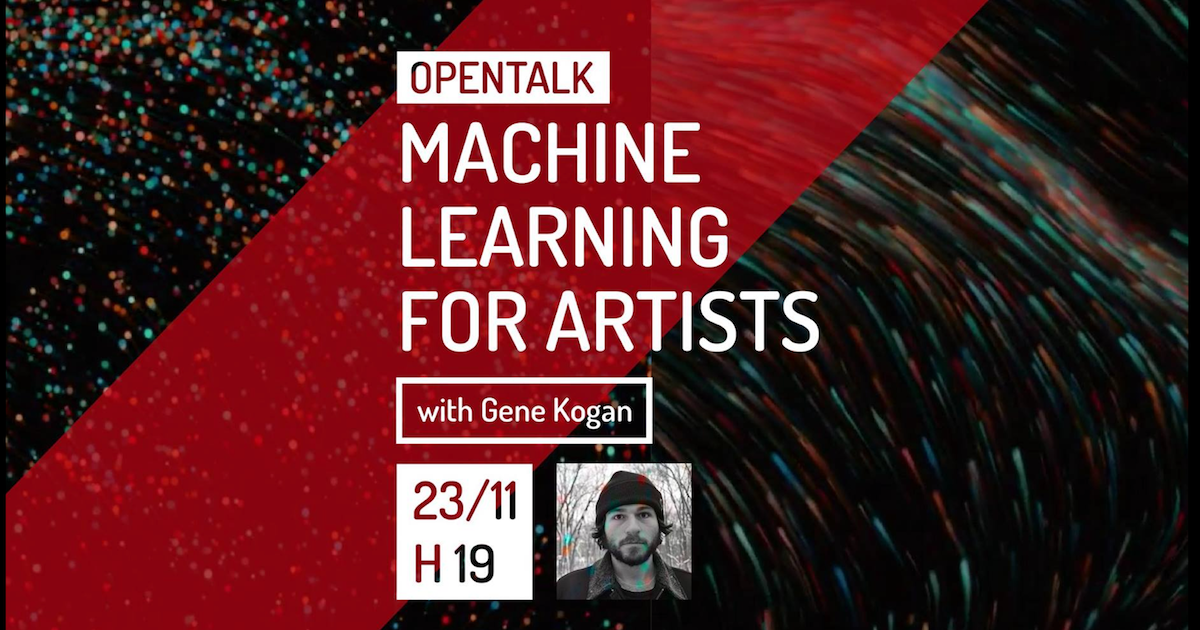 OPENTALK
MACHINE
LEARNING
FOR ARTISTS
with Gene Kogan
23/11
H 19